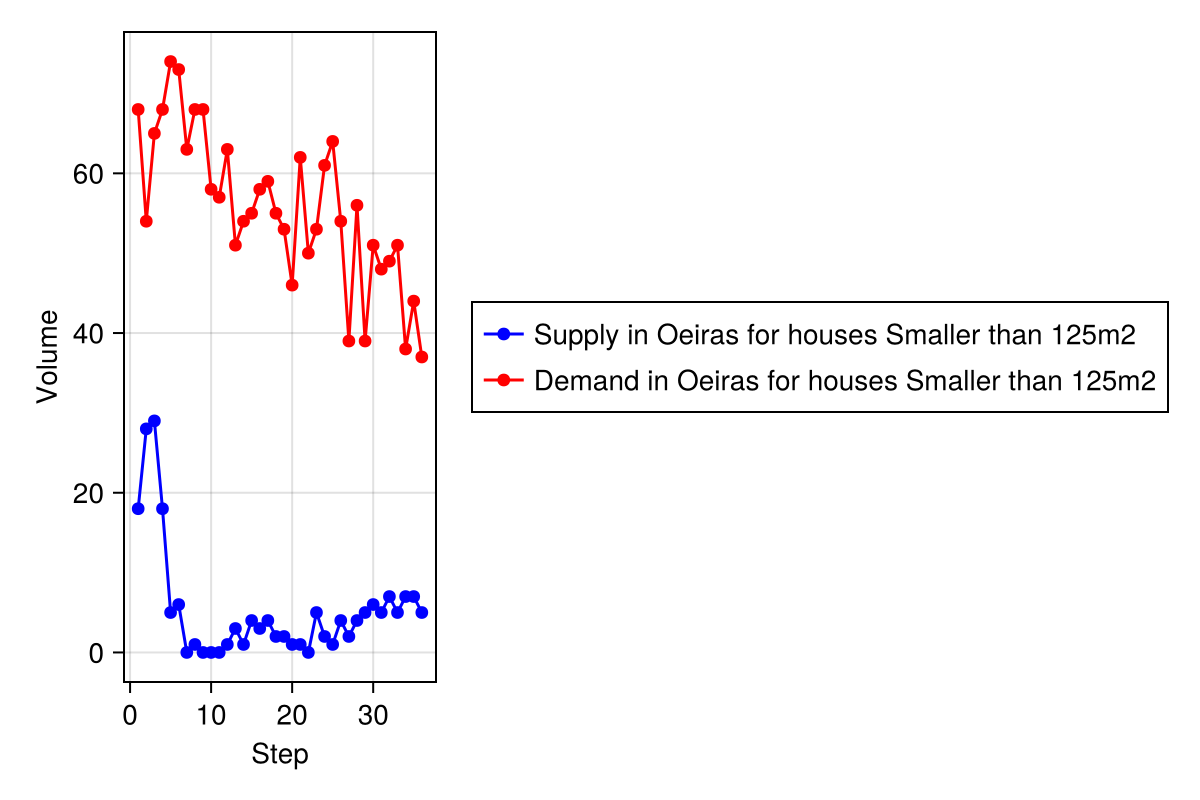 60
40
20
0
Volume
0 10 20 30
Step
Supply in Oeiras for houses Smaller than 125m2
Demand in Oeiras for houses Smaller than 125m2